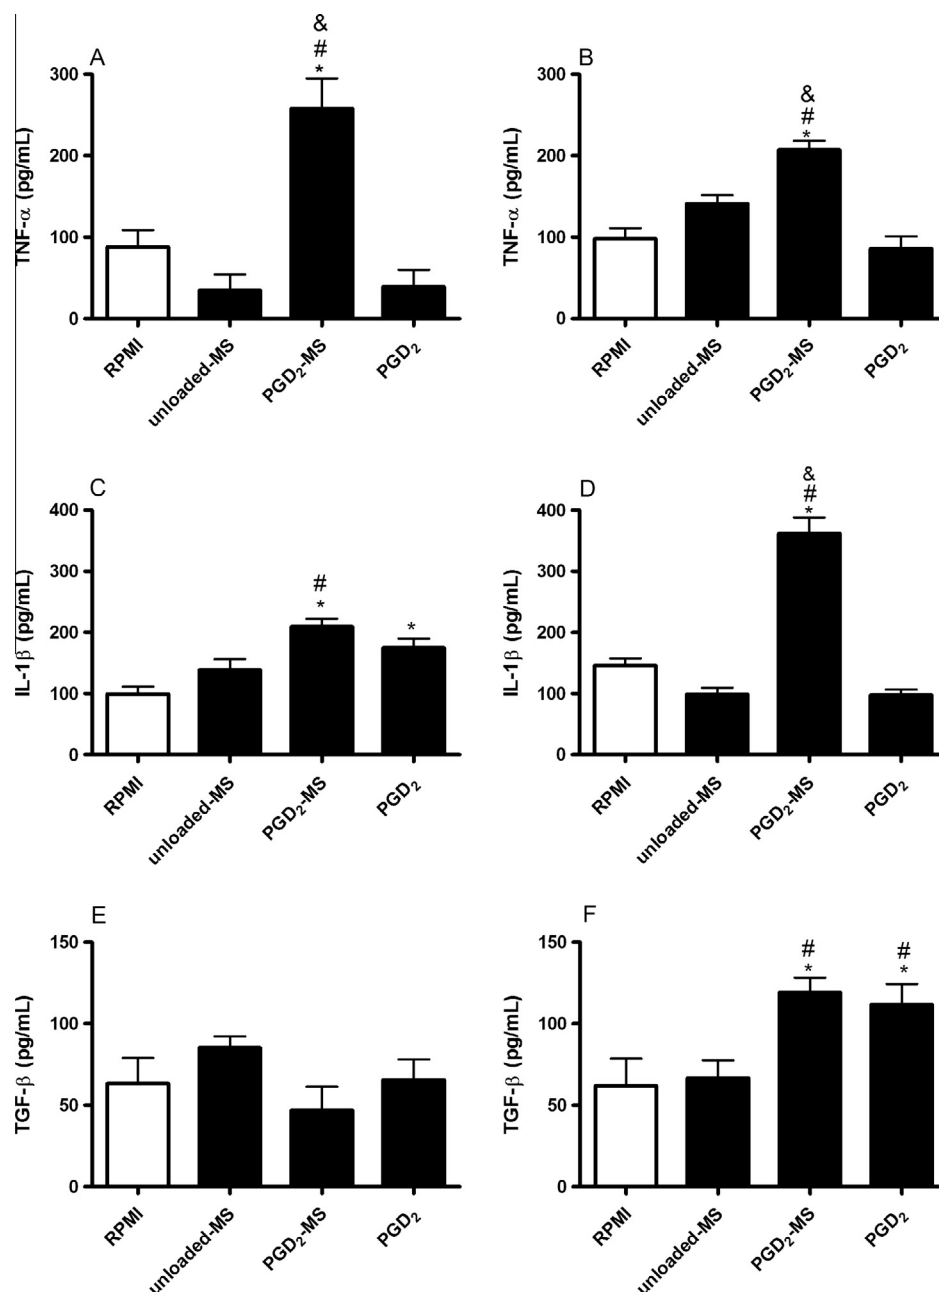 A
&
#
*
TNF-α (pg/mL)
300
200
100
0
RPMI
unloaded-MS
PGD₂-MS
PGD₂
B
&
#
*
TNF-α (pg/mL)
300
200
100
0
RPMI
unloaded-MS
PGD₂-MS
PGD₂
C
#
*
*
IL-1β (pg/mL)
400
300
200
100
0
RPMI
unloaded-MS
PGD₂-MS
PGD₂
D
&
#
*
IL-1β (pg/mL)
400
300
200
100
0
RPMI
unloaded-MS
PGD₂-MS
PGD₂
E
TGF-β (pg/mL)
150
100
50
0
RPMI
unloaded-MS
PGD₂-MS
PGD₂
F
#
*
#
*
TGF-β (pg/mL)
150
100
50
0
RPMI
unloaded-MS
PGD₂-MS
PGD₂